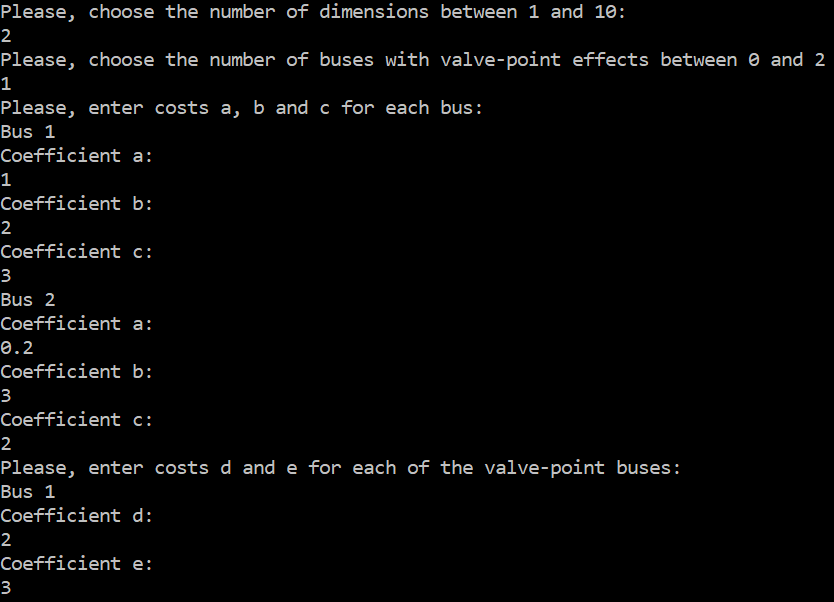 Please, choose the number of dimensions between 1 and 10:
2
Please, choose the number of buses with valve-point effects between 0 and 2
1
Please, enter costs a, b and c for each bus:
Bus 1
Coefficient a:
1
Coefficient b:
2
Coefficient c:
3
Bus 2
Coefficient a:
0.2
Coefficient b:
3
Coefficient c:
2
Please, enter costs d and e for each of the valve-point buses:
Bus 1
Coefficient d:
2
Coefficient e:
3